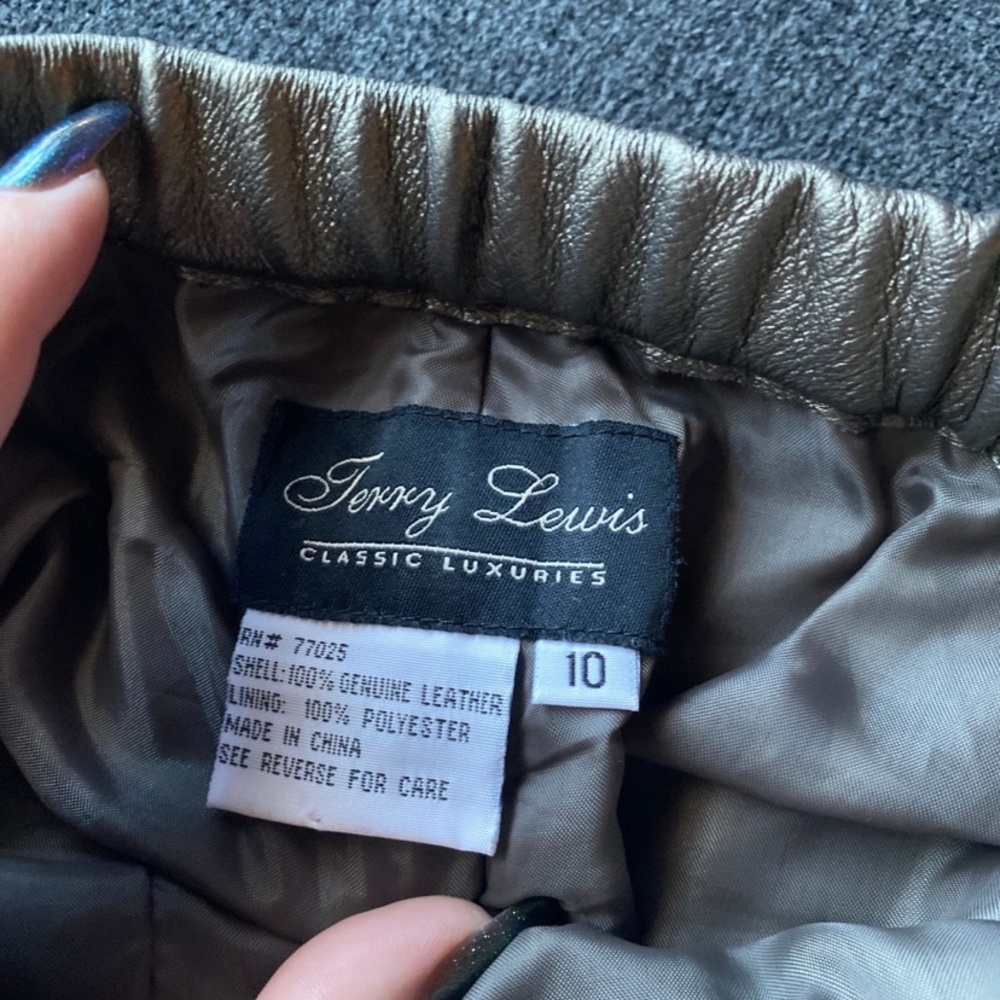 Terry Lewis
CLASSIC LUXURIES
RN# 77025
SHELL: 100% GENUINE LEATHER
LINING: 100% POLYESTER
MADE IN CHINA
SEE REVERSE FOR CARE
10